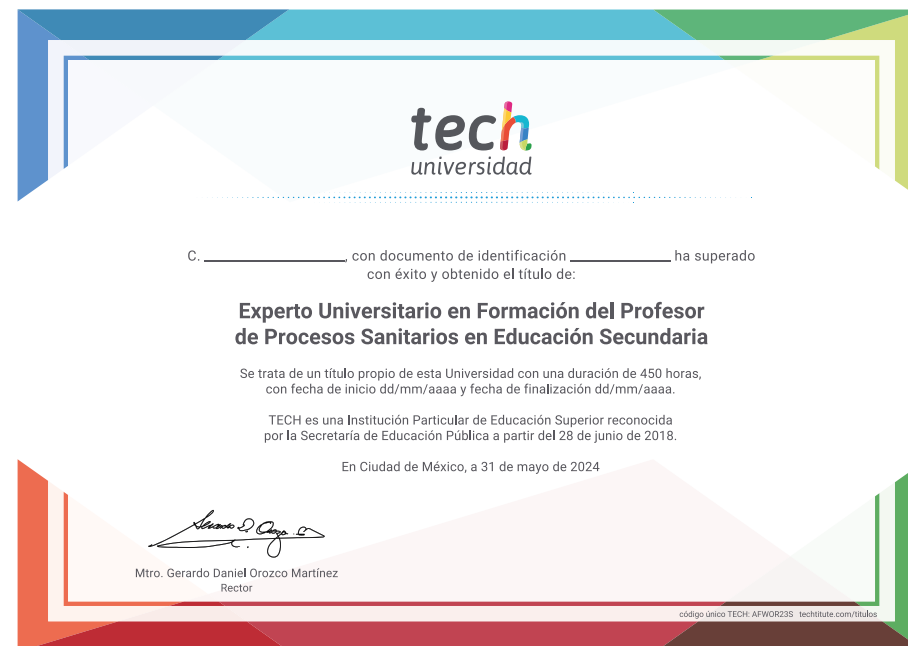 tech
universidad
C. ____________, con documento de identificación ____________ ha superado
con éxito y obtenido el título de:
Experto Universitario en Formación del Profesor
de Procesos Sanitarios en Educación Secundaria
Se trata de un título propio de esta Universidad con una duración de 450 horas,
con fecha de inicio dd/mm/aaaa y fecha de finalización dd/mm/aaaa.
TECH es una Institución Particular de Educación Superior reconocida
por la Secretaría de Educación Pública a partir del 28 de junio de 2018.
En Ciudad de México, a 31 de mayo de 2024
Mtro. Gerardo Daniel Orozco Martínez
Rector
código único TECH: AFWOR23S techtitute.com/titulos